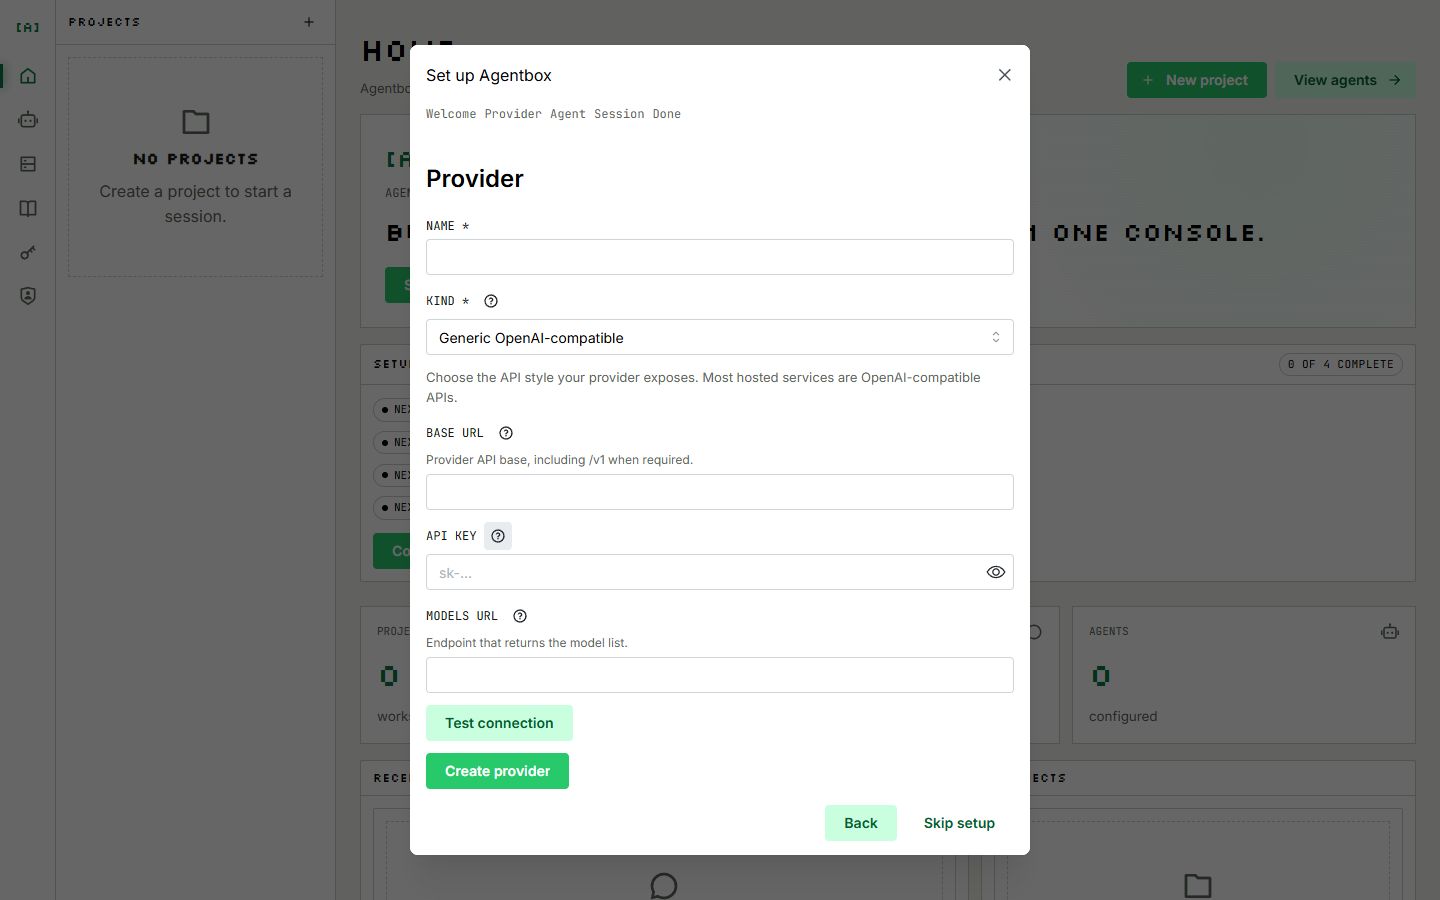 [A]
PROJECTS
NO PROJECTS
Create a project to start a
session.
New project
View agents
ONE CONSOLE.
0 OF 4 COMPLETE
AGENTS
0
configured
0
Set up Agentbox
Welcome Provider Agent Session Done
Provider
NAME *
KIND *
Generic OpenAI-compatible
Choose the API style your provider exposes. Most hosted services are OpenAI-compatible
APIs.
BASE URL
Provider API base, including /v1 when required.
API KEY
sk-...
MODELS URL
Endpoint that returns the model list.
Test connection
Create provider
Back
Skip setup